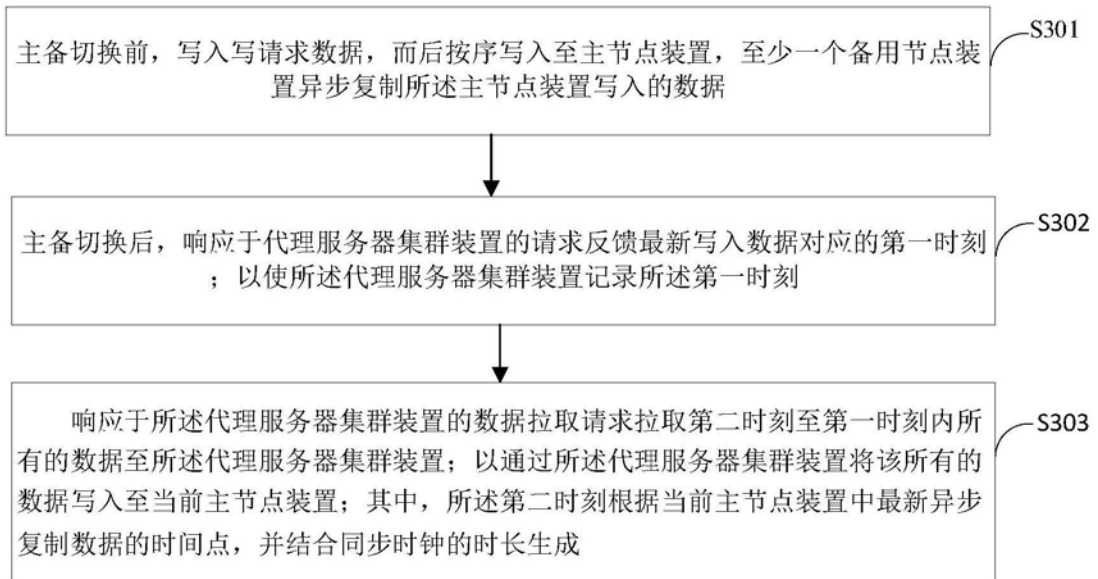 主备切换前，写入写请求数据，而后按序写入至主节点装置，至少一个备用节点装
置异步复制所述主节点装置写入的数据
S301
主备切换后，响应于代理服务器集群装置的请求反馈最新写入数据对应的第一时刻
；以使所述代理服务器集群装置记录所述第一时刻
S302
响应于所述代理服务器集群装置的数据拉取请求拉取第二时刻至第一时刻内所
有的数据至所述代理服务器集群装置；以通过所述代理服务器集群装置将该所有的
数据写入至当前主节点装置；其中，所述第二时刻根据当前主节点装置中最新异步
复制数据的时间点，并结合同步时钟的时长生成
S303